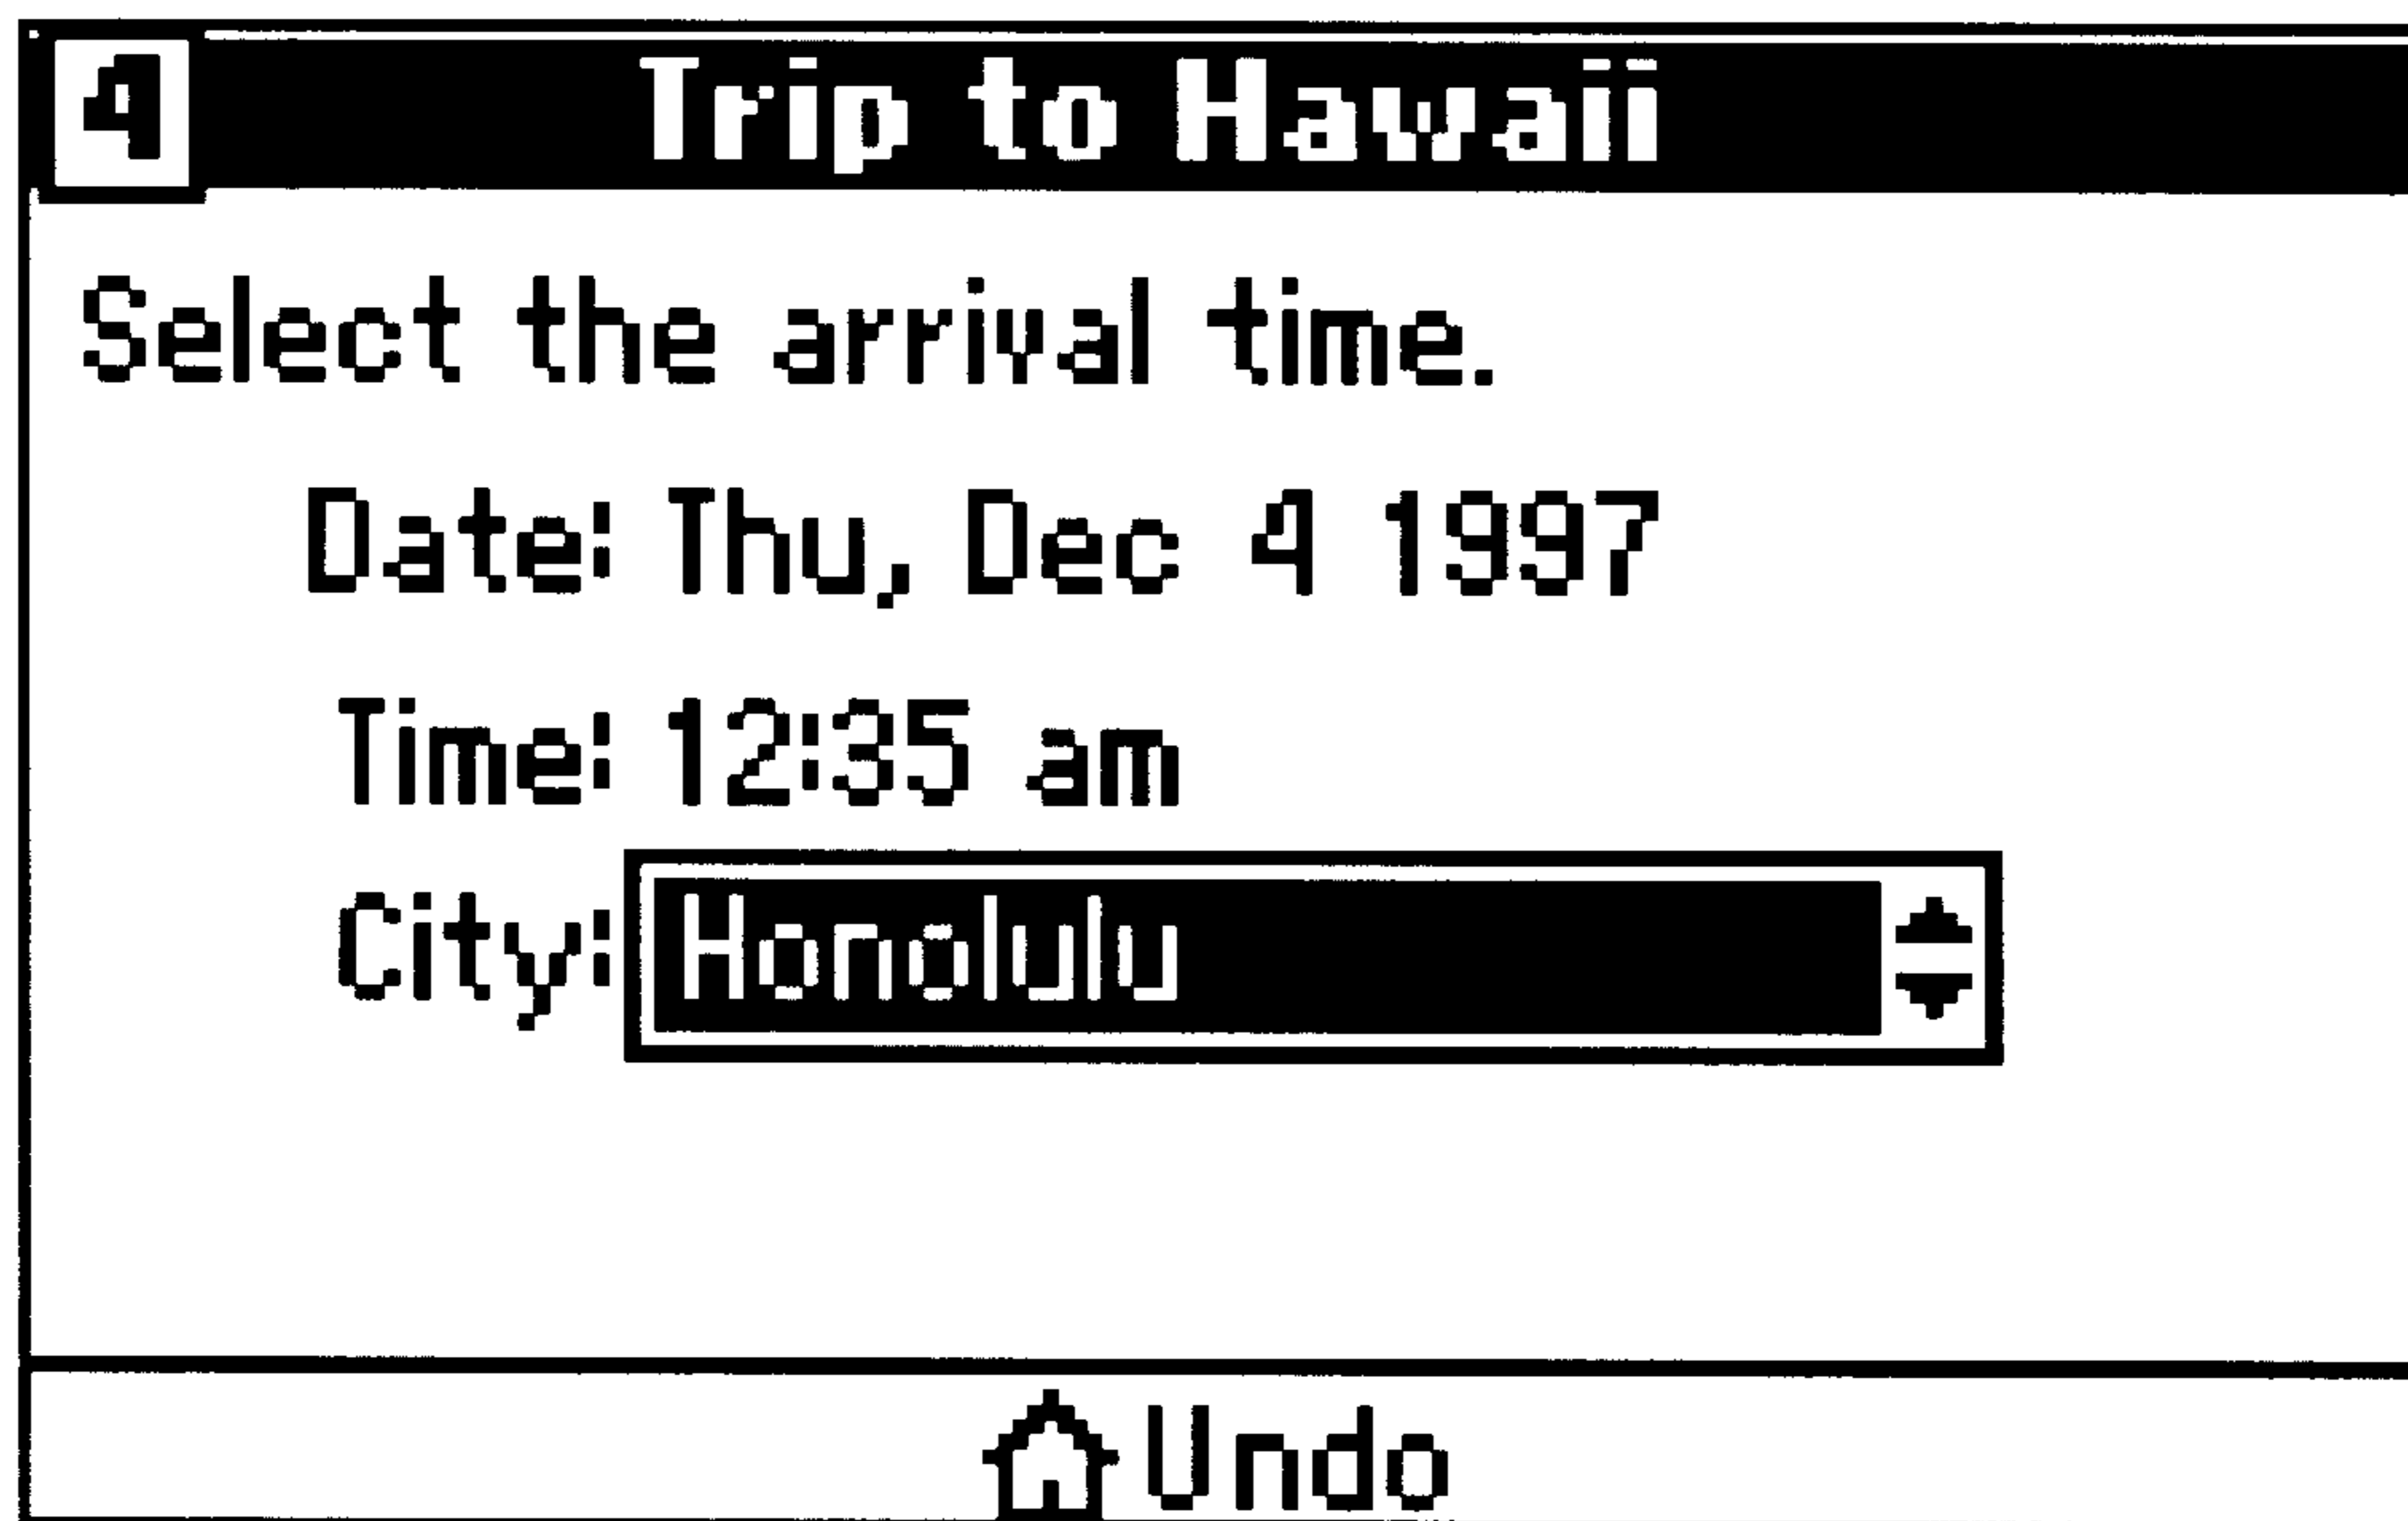 4 Trip to Hawaii
Select the arrival time.
Date: Thu, Dec 4 1997
Time: 12:35 am
City: Honolulu
Undo